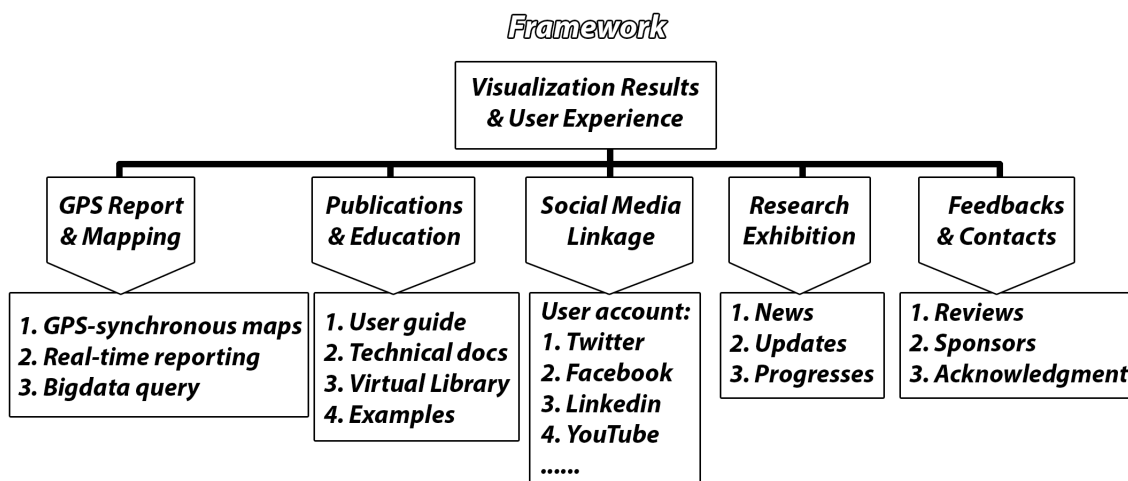 Framework
Visualization Results
& User Experience
GPS Report
& Mapping
Publications
& Education
Social Media
Linkage
Research
Exhibition
Feedbacks
& Contacts
1. GPS-synchronous maps
2. Real-time reporting
3. Bigdata query
1. User guide
2. Technical docs
3. Virtual Library
4. Examples
User account:
1. Twitter
2. Facebook
3. Linkedin
4. YouTube
......
1. News
2. Updates
3. Progresses
1. Reviews
2. Sponsors
3. Acknowledgment